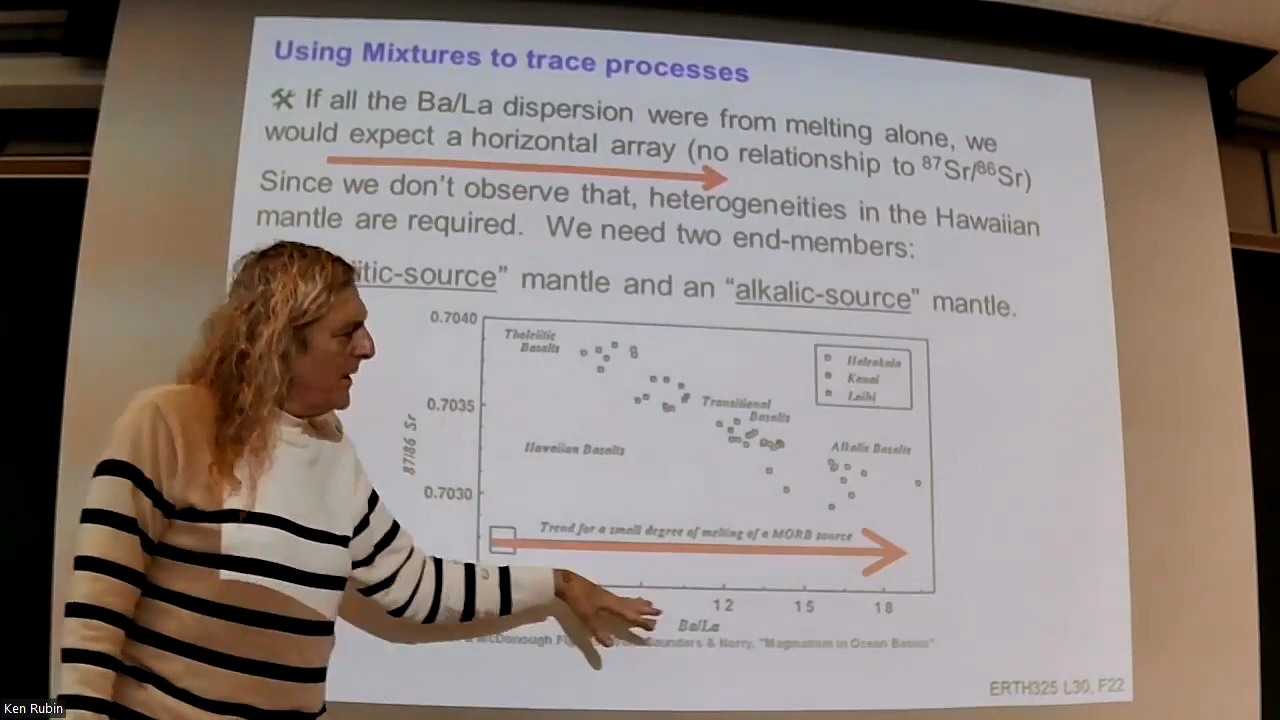 Using Mixtures to trace processes
If all the Ba/La dispersion were from melting alone, we
would expect a horizontal array (no relationship to ⁸⁷Sr/⁸⁶Sr)
Since we don't observe that, heterogeneities in the Hawaiian
mantle are required. We need two end-members:
itic-source" mantle and an "alkalic-source" mantle.
0.7040
Tholeiitic
Basalts
Haleakala
Kauai
Loihi
0.7035
Transitional
Basalts
87/86 Sr
Hawaiian Basalts
Alkalic Basalts
0.7030
Trend for a small degree of melting of a MORB source
12 15 18
Ba/La
McDonough Saunders & Norry, "Magmatism in Ocean Basins"
ERTH325 L30, F22
Ken Rubin